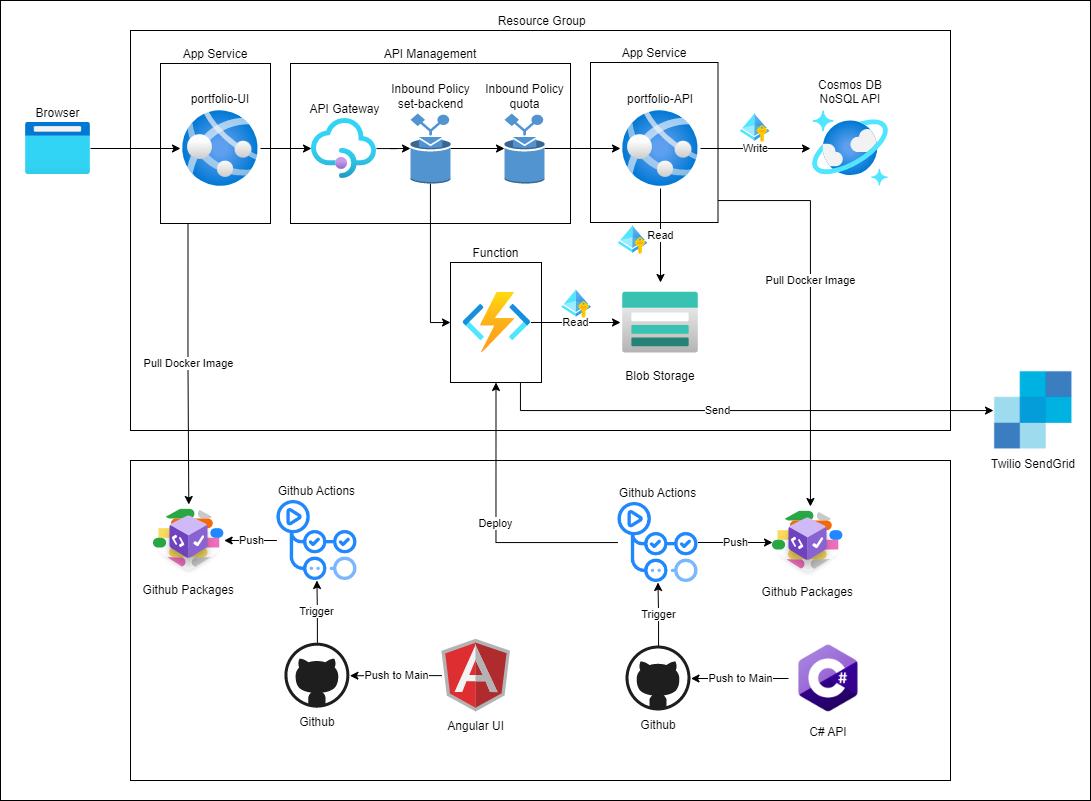 Resource Group
App Service
API Management
App Service
Browser
portfolio-UI
API Gateway
Inbound Policy
set-backend
Inbound Policy
quota
portfolio-API
Cosmos DB
NoSQL API
Write
Read
Function
Read
Blob Storage
Pull Docker Image
Pull Docker Image
Send
Twilio SendGrid
Github Actions
Github Actions
Deploy
Push
Push
Github Packages
Github Packages
Trigger
Trigger
Push to Main
Push to Main
Github
Angular UI
Github
C#
C# API